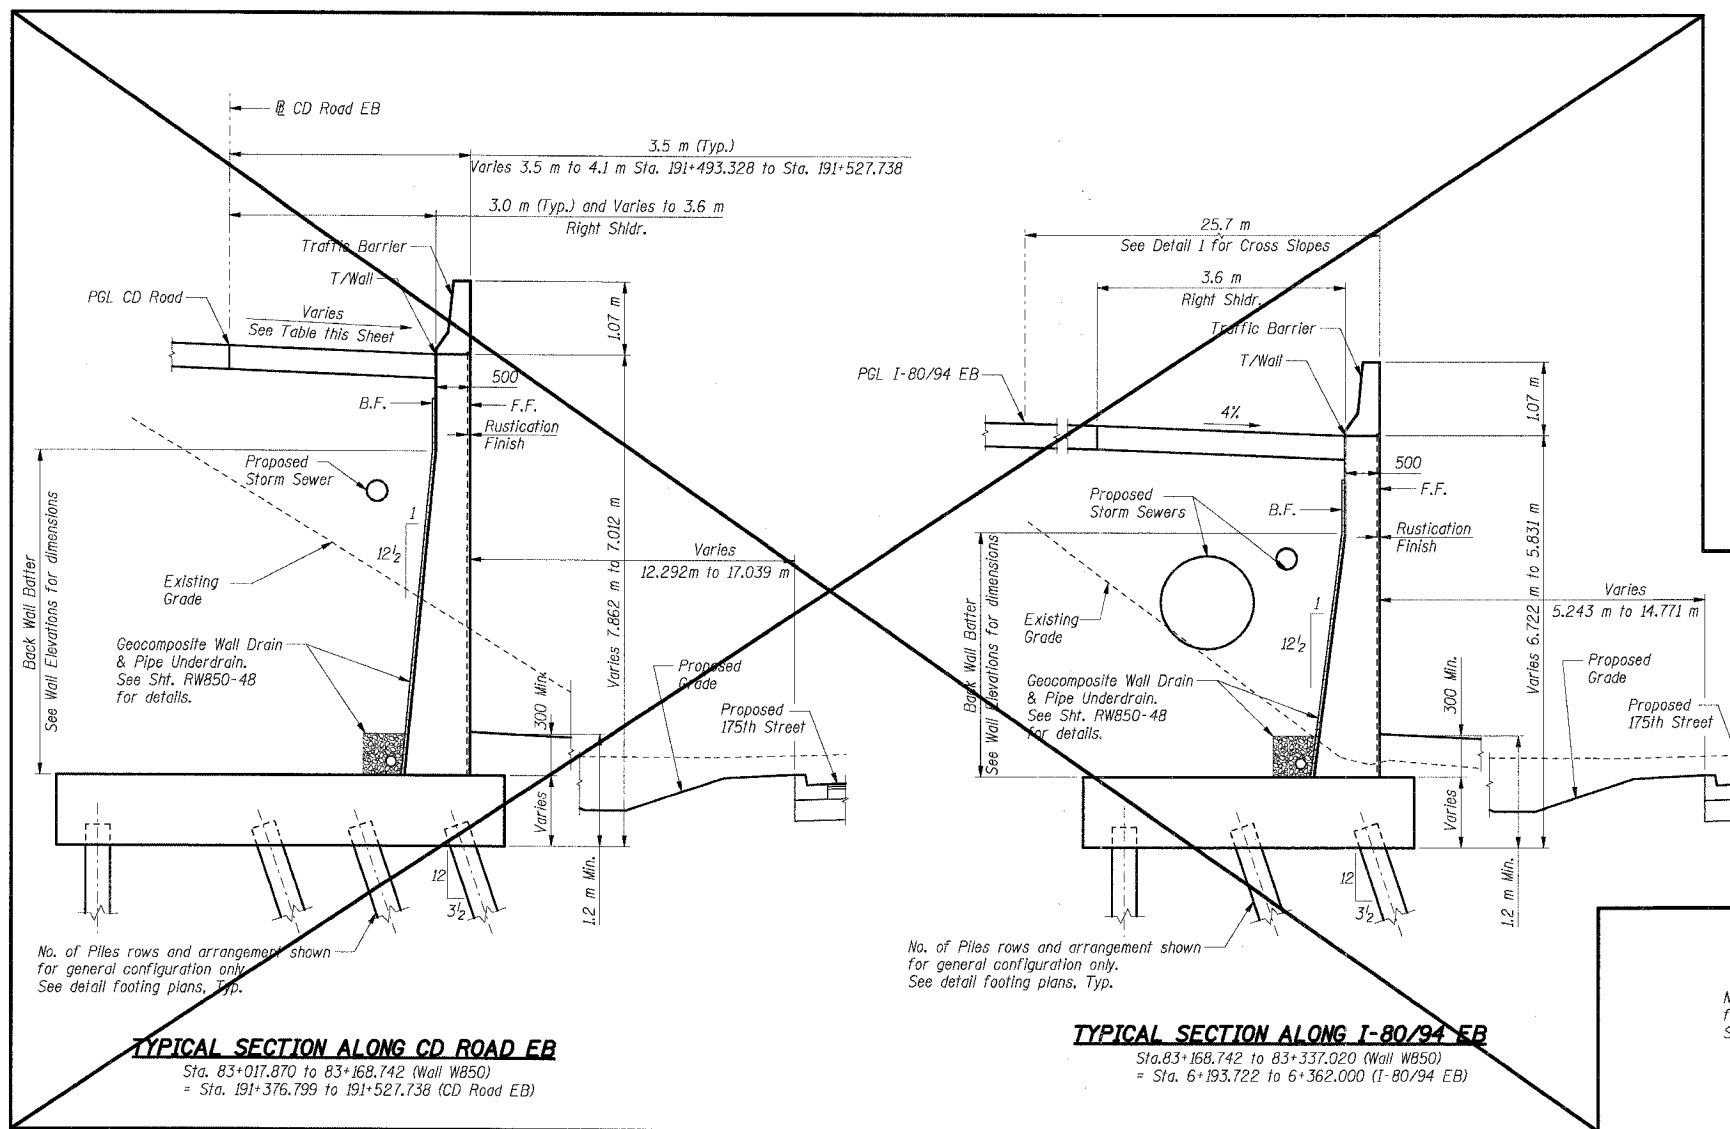 ℄ CD Road EB
3.5 m (Typ.)
Varies 3.5 m to 4.1 m Sta. 191+493.328 to Sta. 191+527.738
3.0 m (Typ.) and Varies to 3.6 m
Right Shldr.
Traffic Barrier
T/Wall
PGL CD Road
Varies
See Table this Sheet
1.07 m
500
B.F.
F.F.
Rustication
Finish
Proposed
Storm Sewer
1
12½
Back Wall Batter
See Wall Elevations for dimensions
Existing
Grade
Varies
12.292m to 17.039 m
Varies 7.862 m to 7.012 m
Geocomposite Wall Drain
& Pipe Underdrain.
See Sht. RW850-48
for details.
Proposed
Grade
300 Min.
Proposed
175th Street
Varies
1.2 m Min.
12
3½
No. of Piles rows and arrangement shown
for general configuration only.
See detail footing plans, Typ.
TYPICAL SECTION ALONG CD ROAD EB
Sta. 83+017.870 to 83+168.742 (Wall W850)
= Sta. 191+376.799 to 191+527.738 (CD Road EB)
25.7 m
See Detail 1 for Cross Slopes
3.6 m
Right Shldr.
Traffic Barrier
T/Wall
PGL I-80/94 EB
4%
1.07 m
500
F.F.
B.F.
Proposed
Storm Sewers
Rustication
Finish
Back Wall Batter
See Wall Elevations for dimensions
Existing
Grade
1
12½
Varies
5.243 m to 14.771 m
Varies 6.722 m to 5.831 m
Geocomposite Wall Drain
& Pipe Underdrain.
See Sht. RW850-48
for details.
300 Min.
Proposed
Grade
Proposed
175th Street
Varies
1.2 m Min.
12
3½
No. of Piles rows and arrangement shown
for general configuration only.
See detail footing plans, Typ.
TYPICAL SECTION ALONG I-80/94 EB
Sta.83+168.742 to 83+337.020 (Wall W850)
= Sta. 6+193.722 to 6+362.000 (I-80/94 EB)